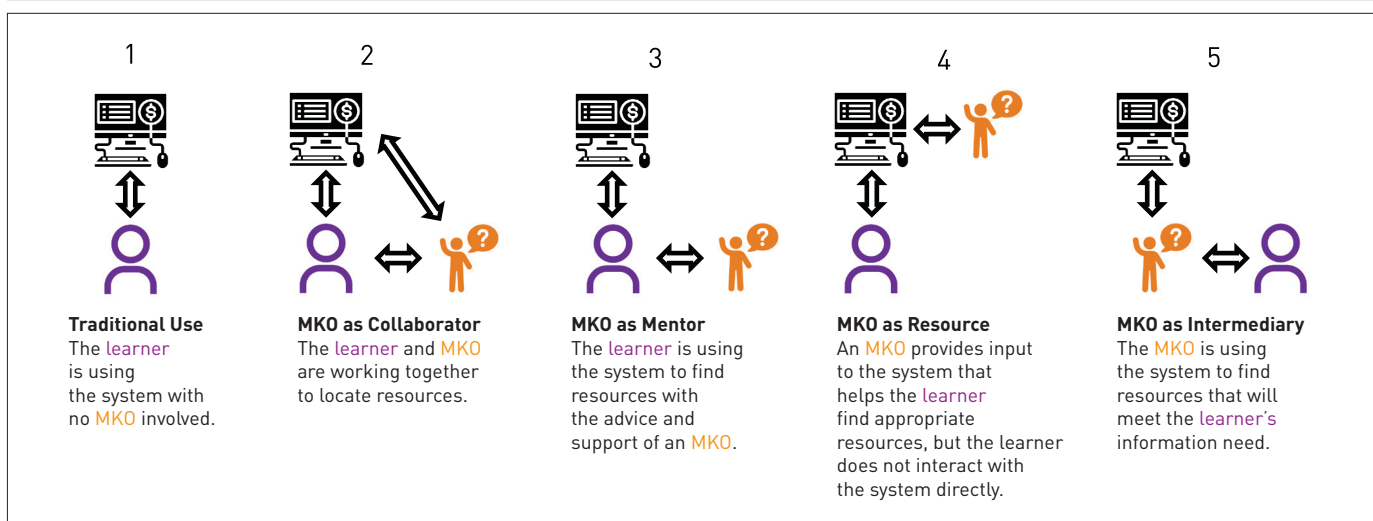 1
2
3
4
5
$
$
$
$
$
?
?
?
?
Traditional Use
The learner
is using
the system with
no MKO involved.
MKO as Collaborator
The learner and MKO
are working together
to locate resources.
MKO as Mentor
The learner is using
the system to find
resources with
the advice and
support of an MKO.
MKO as Resource
An MKO provides input
to the system that
helps the learner
find appropriate
resources, but the learner
does not interact with
the system directly.
MKO as Intermediary
The MKO is using
the system to find
resources that will
meet the learner’s
information need.